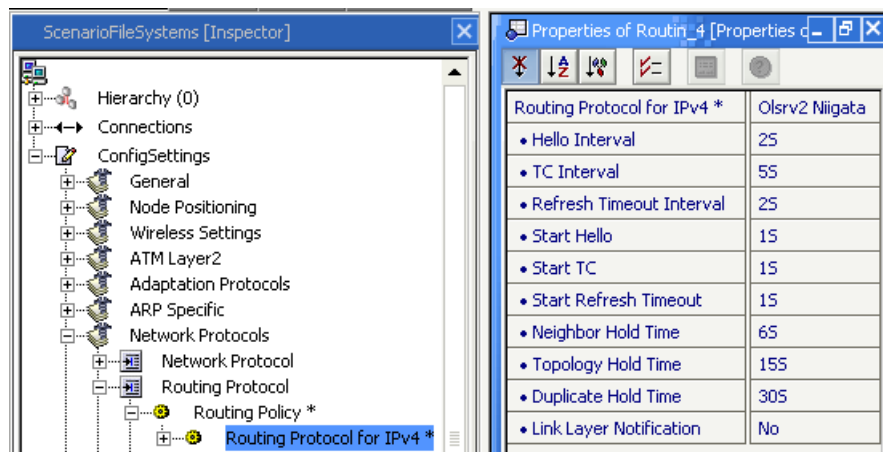 ScenarioFileSystems [Inspector]
Hierarchy (0)
Connections
ConfigSettings
General
Node Positioning
Wireless Settings
ATM Layer2
Adaptation Protocols
ARP Specific
Network Protocols
Network Protocol
Routing Protocol
Routing Policy *
Routing Protocol for IPv4 *
Properties of Routin_4 [Properties c
Routing Protocol for IPv4 * Olsrv2 Niigata
• Hello Interval 2S
• TC Interval 5S
• Refresh Timeout Interval 2S
• Start Hello 1S
• Start TC 1S
• Start Refresh Timeout 1S
• Neighbor Hold Time 6S
• Topology Hold Time 15S
• Duplicate Hold Time 30S
• Link Layer Notification No